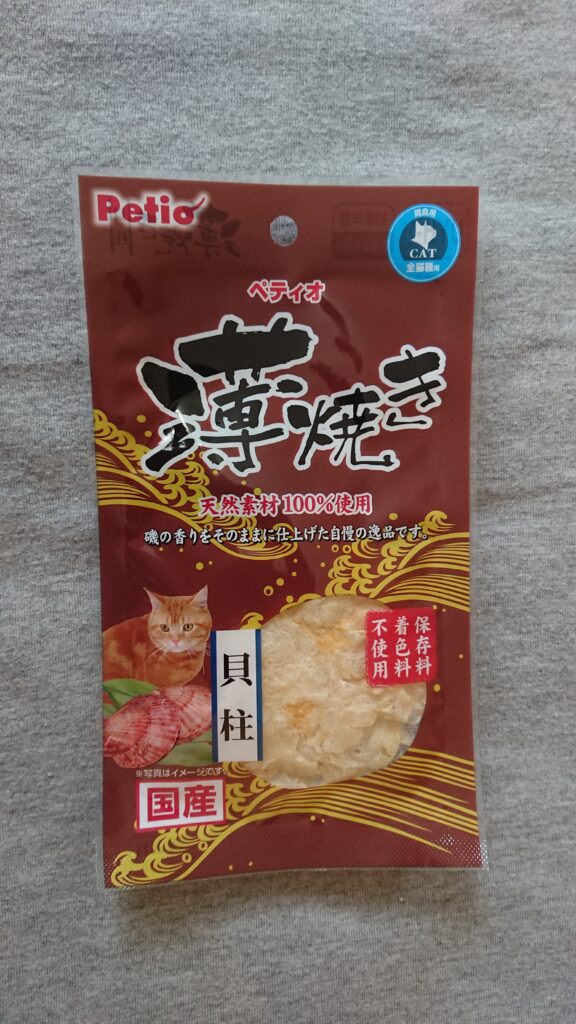 Petio
間食用
CAT
全猫種用
ペティオ
薄焼き
天然素材100%使用
磯の香りをそのままに仕上げた自慢の逸品です。
保存料
着色料
不使用
貝柱
※写真はイメージです。
国産